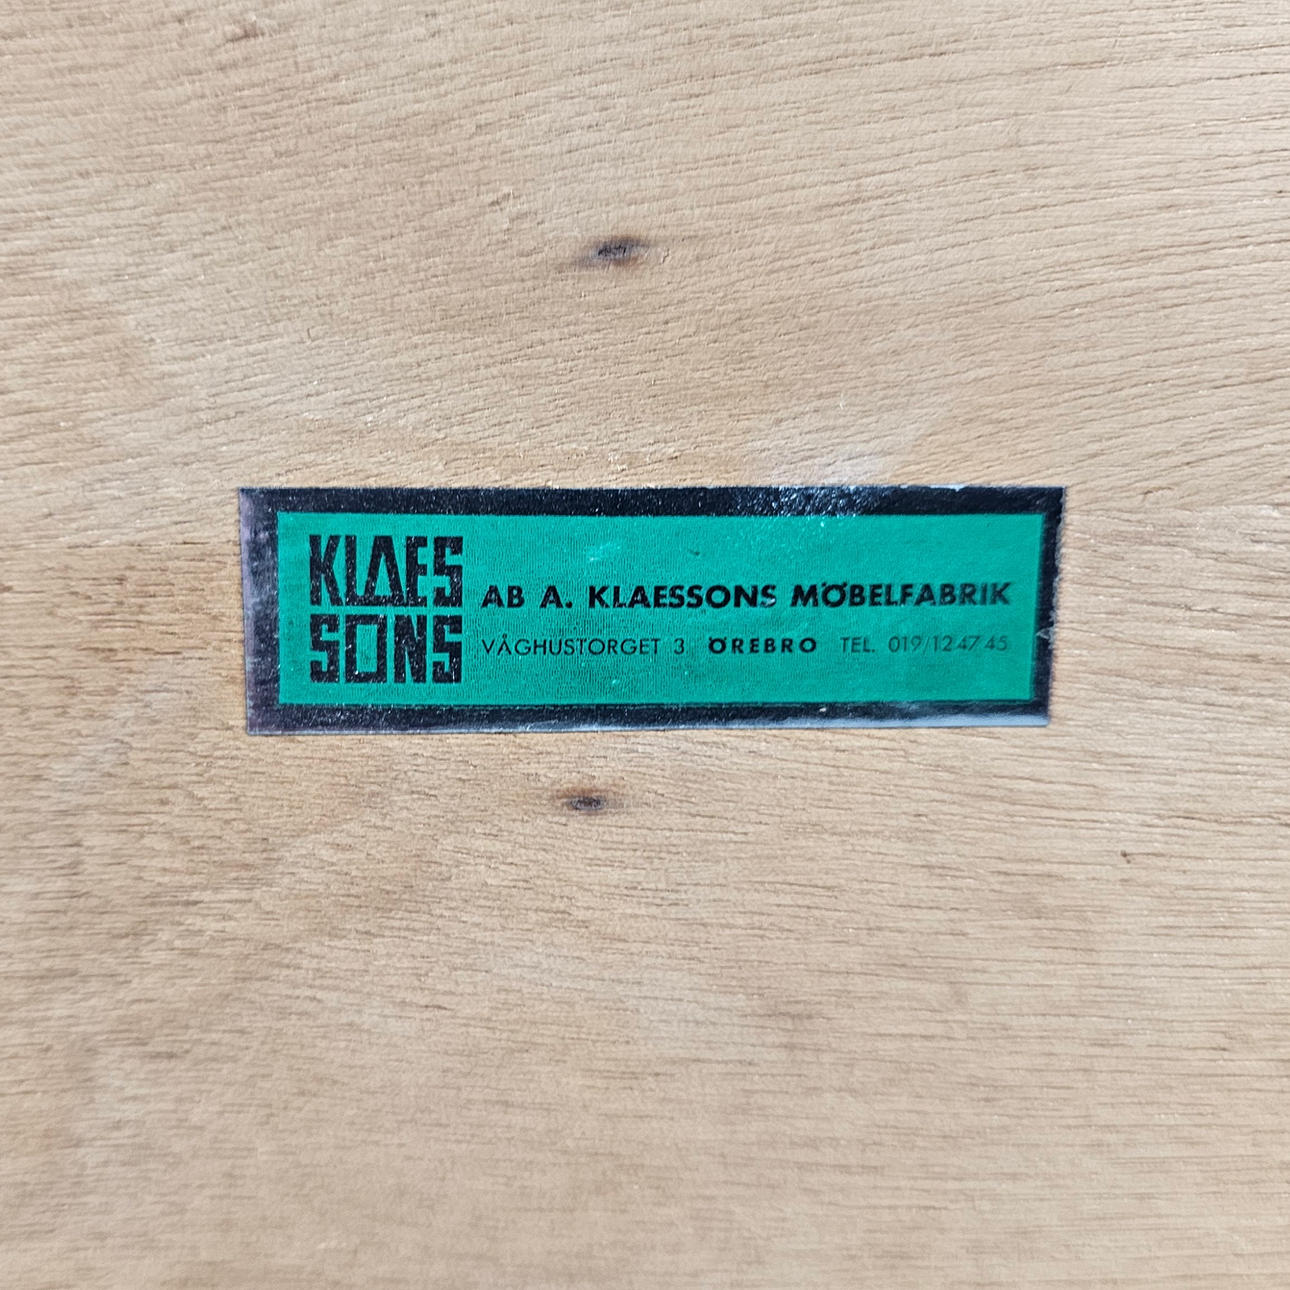 KLAES
SONS
AB A. KLAESSONS MÖBELFABRIK
VÅGHUSTORGET 3 ÖREBRO TEL. 019/12 47 45